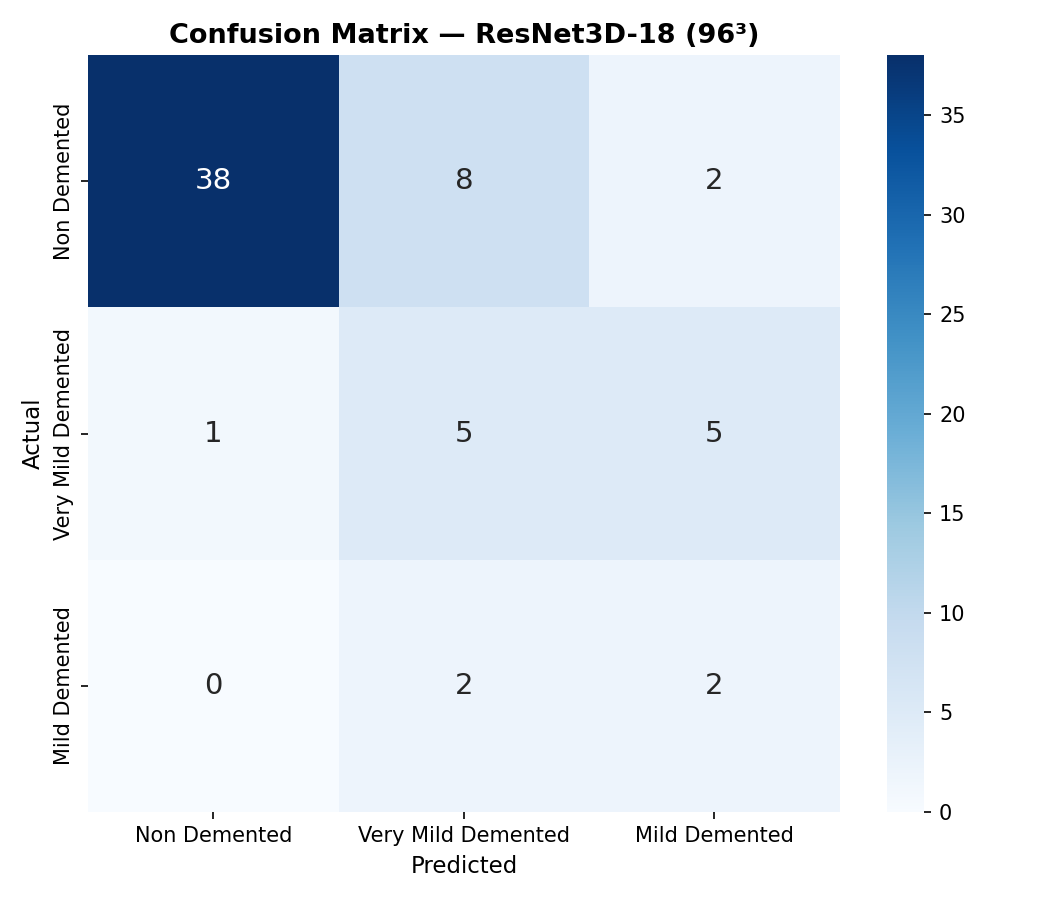 Confusion Matrix — ResNet3D-18 (96³)
Actual
Non Demented
Very Mild Demented
Mild Demented
38 8 2
1 5 5
0 2 2
Non Demented Very Mild Demented Mild Demented
Predicted
35
30
25
20
15
10
5
0